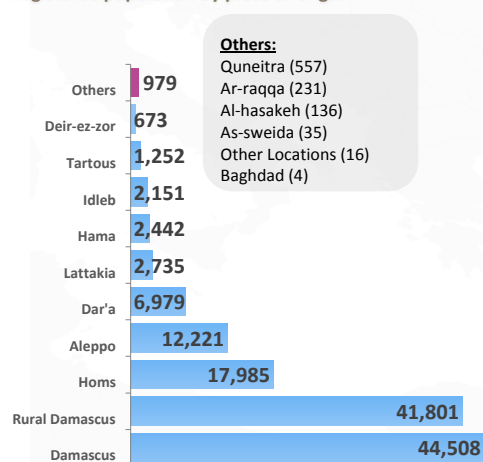 Others:
Quneitra (557)
Ar-raqqa (231)
Al-hasakeh (136)
As-sweida (35)
Other Locations (16)
Baghdad (4)
Others 979
Deir-ez-zor 673
Tartous 1,252
Idleb 2,151
Hama 2,442
Lattakia 2,735
Dar'a 6,979
Aleppo 12,221
Homs 17,985
Rural Damascus 41,801
Damascus 44,508